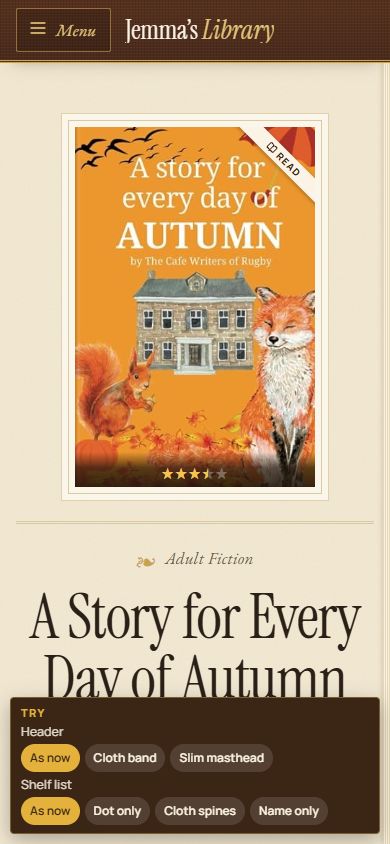 Menu
Jemma's Library
READ
A story for
every day of
AUTUMN
by The Cafe Writers of Rugby
Adult Fiction
A Story for Every
Day of Autumn
TRY
Header
As now
Cloth band
Slim masthead
Shelf list
As now
Dot only
Cloth spines
Name only